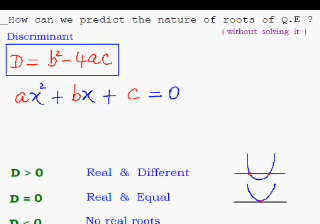 _How can we predict the nature of roots of Q.E ?
(without solving it)
Discriminant
D = b² - 4ac
ax² + bx + c = 0
D > 0 Real & Different
D = 0 Real & Equal
D < 0 No real roots